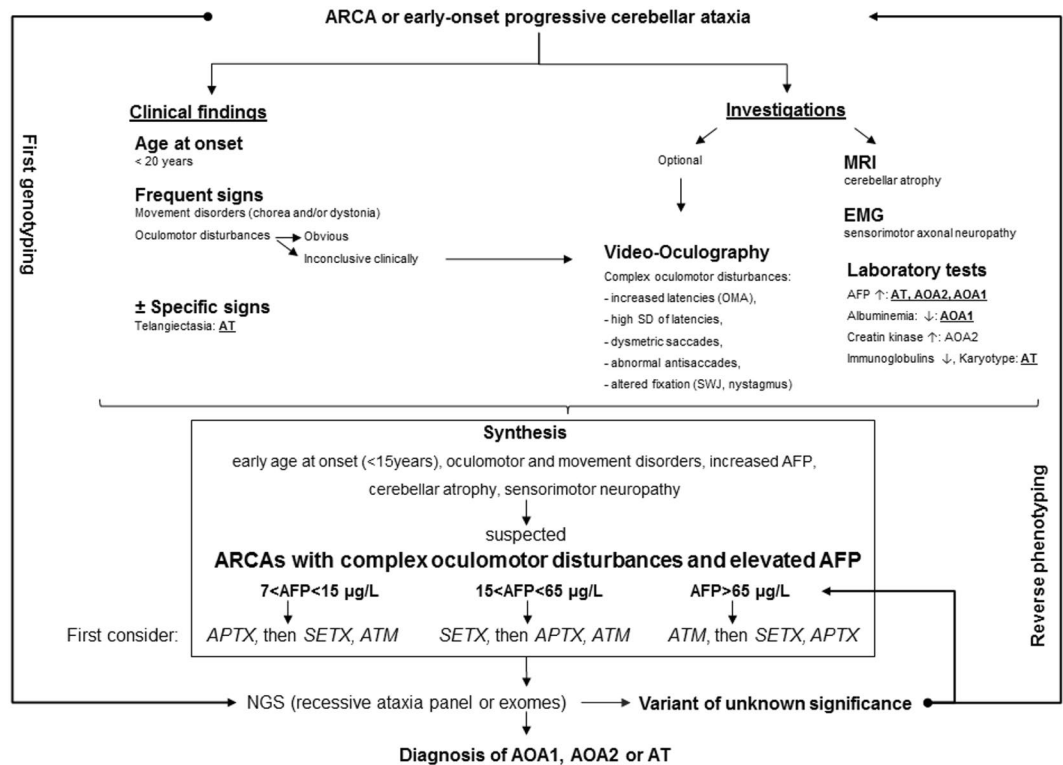 ARCA or early-onset progressive cerebellar ataxia
First genotyping
Clinical findings
Age at onset
< 20 years
Frequent signs
Movement disorders (chorea and/or dystonia)
Oculomotor disturbances → Obvious
Inconclusive clinically
± Specific signs
Telangiectasia: AT
Investigations
Optional
Video-Oculography
Complex oculomotor disturbances:
- increased latencies (OMA),
- high SD of latencies,
- dysmetric saccades,
- abnormal antisaccades,
- altered fixation (SWJ, nystagmus)
MRI
cerebellar atrophy
EMG
sensorimotor axonal neuropathy
Laboratory tests
AFP ↑: AT, AOA2, AOA1
Albuminemia: ↓: AOA1
Creatin kinase ↑: AOA2
Immunoglobulins ↓, Karyotype: AT
Reverse phenotyping
Synthesis
early age at onset (<15years), oculomotor and movement disorders, increased AFP,
cerebellar atrophy, sensorimotor neuropathy
suspected
ARCAs with complex oculomotor disturbances and elevated AFP
7<AFP<15 µg/L 15<AFP<65 µg/L AFP>65 µg/L
First consider: APTX, then SETX, ATM SETX, then APTX, ATM ATM, then SETX, APTX
NGS (recessive ataxia panel or exomes) → Variant of unknown significance
Diagnosis of AOA1, AOA2 or AT